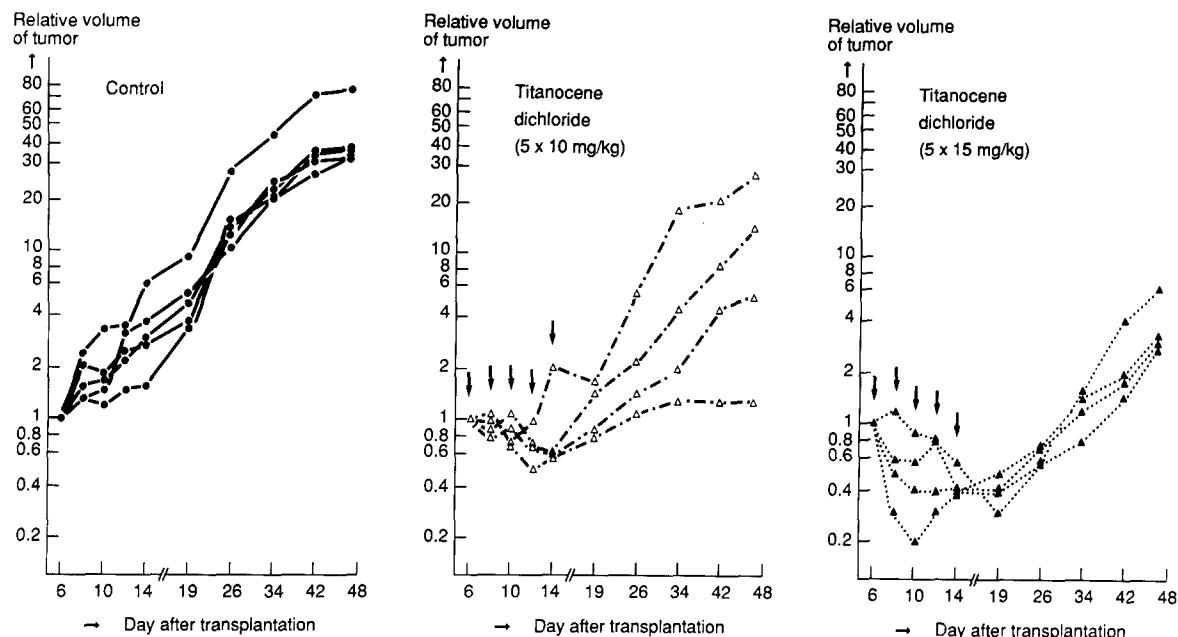 Relative volume
of tumor
Control
80
60
50
40
30
20
10
8
6
4
2
1
0.8
0.6
0.4
0.2
6 10 14 19 26 34 42 48
→ Day after transplantation
Relative volume
of tumor
Titanocene
dichloride
(5 x 10 mg/kg)
80
60
50
40
30
20
10
8
6
4
2
1
0.8
0.6
0.4
0.2
6 10 14 19 26 34 42 48
→ Day after transplantation
Relative volume
of tumor
Titanocene
dichloride
(5 x 15 mg/kg)
80
60
50
40
30
20
10
8
6
4
2
1
0.8
0.6
0.4
0.2
6 10 14 19 26 34 42 48
→ Day after transplantation